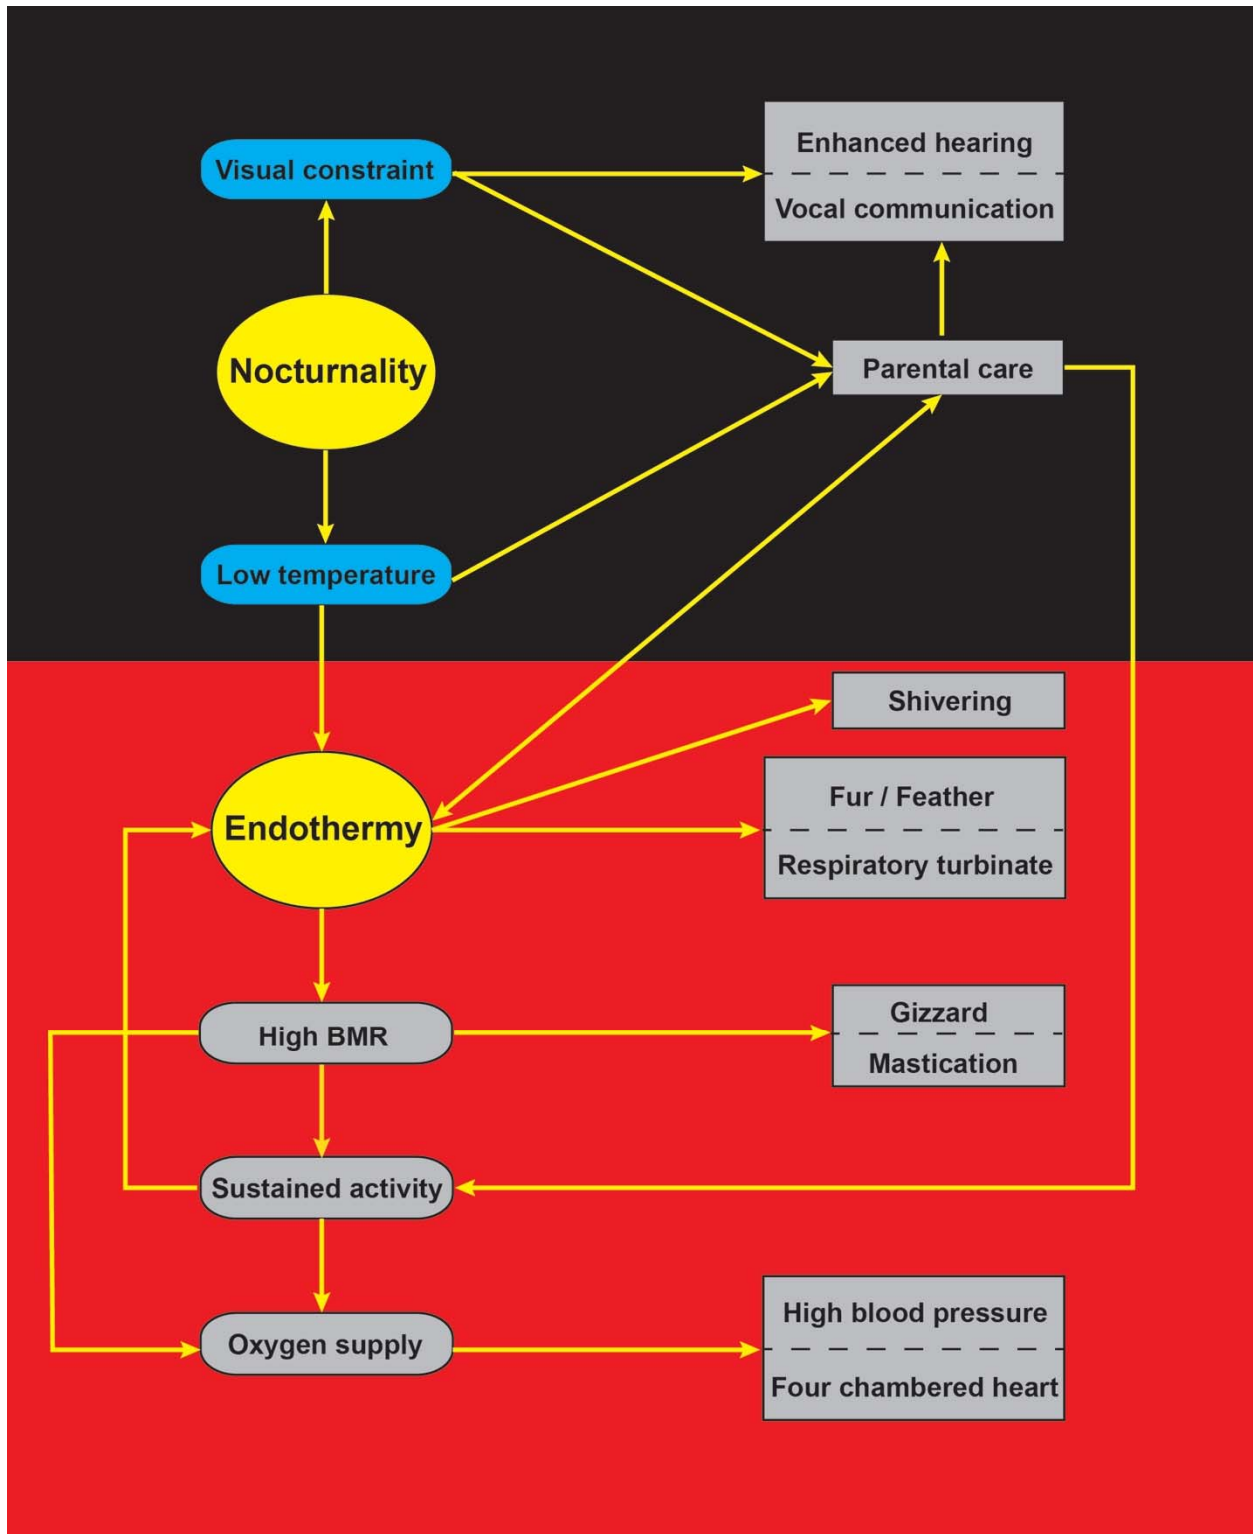 Visual constraint
Enhanced hearing
Vocal communication
Nocturnality
Parental care
Low temperature
Shivering
Endothermy
Fur / Feather
Respiratory turbinate
High BMR
Gizzard
Mastication
Sustained activity
Oxygen supply
High blood pressure
Four chambered heart